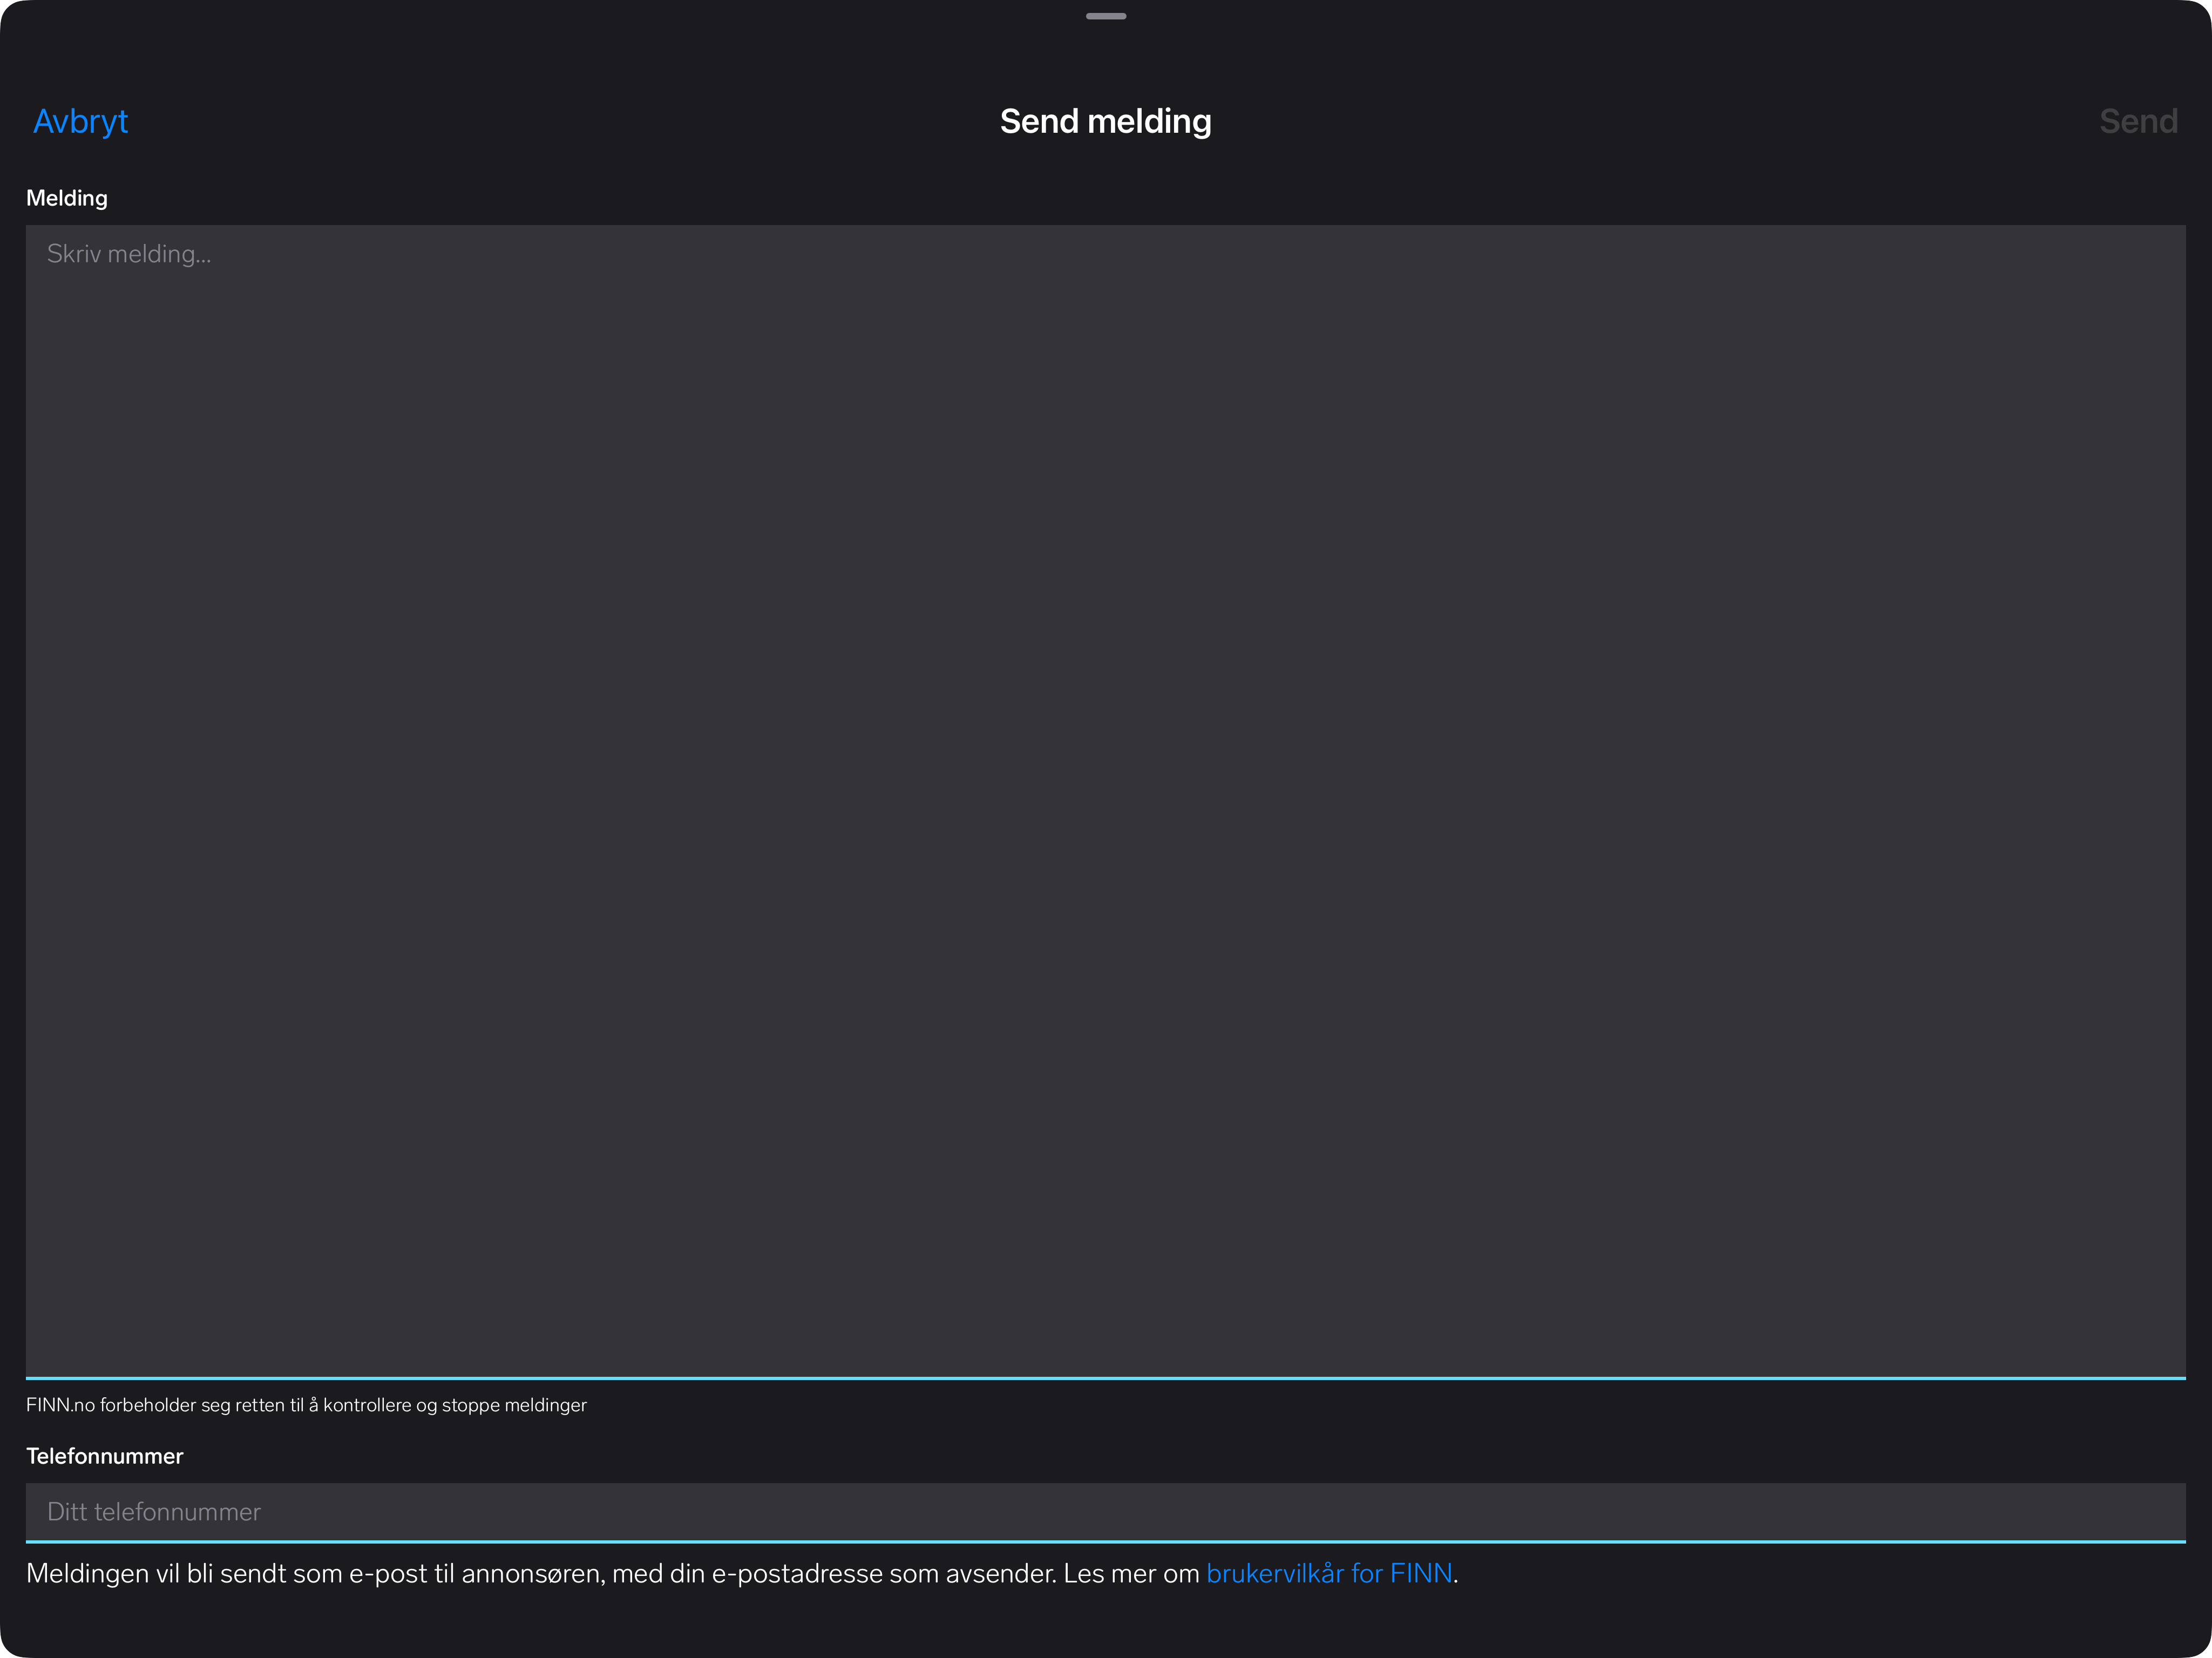 Avbryt
Send melding
Send
Melding
Skriv melding...
FINN.no forbeholder seg retten til å kontrollere og stoppe meldinger
Telefonnummer
Ditt telefonnummer
Meldingen vil bli sendt som e-post til annonsøren, med din e-postadresse som avsender. Les mer om brukervilkår for FINN.